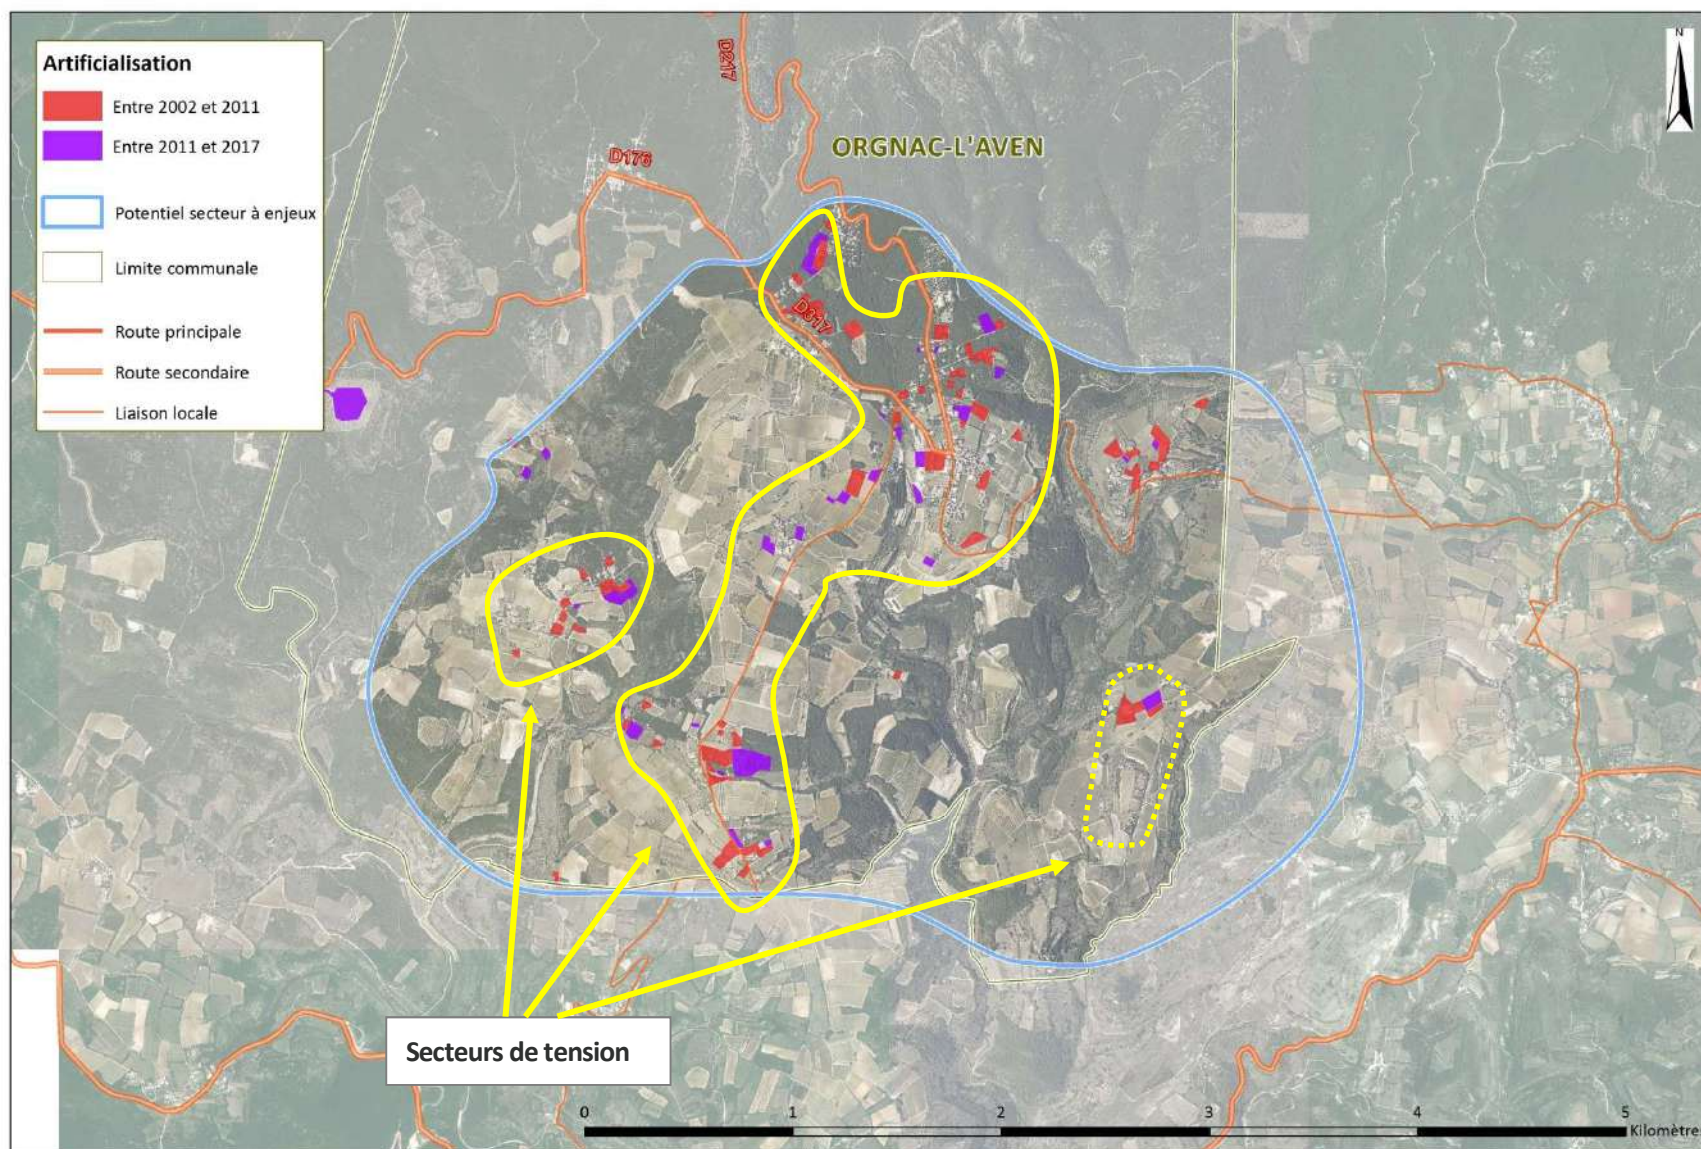 Artificialisation
Entre 2002 et 2011
Entre 2011 et 2017
Potentiel secteur à enjeux
Limite communale
Route principale
Route secondaire
Liaison locale
D217
N
ORGNAC-L'AVEN
D176
D317
Secteurs de tension
0 1 2 3 4 5
Kilomètre